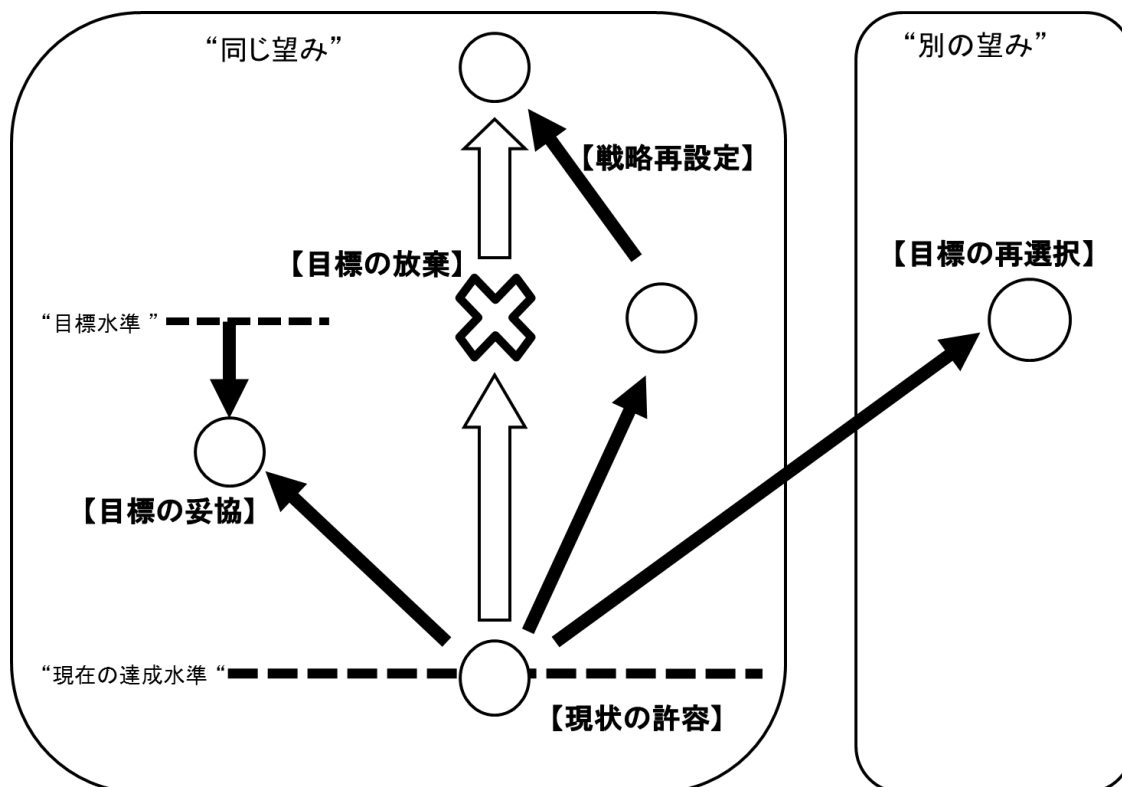 “同じ望み”
“別の望み”
【戦略再設定】
【目標の放棄】
【目標の再選択】
“目標水準 ”
【目標の妥協】
“現在の達成水準 “
【現状の許容】